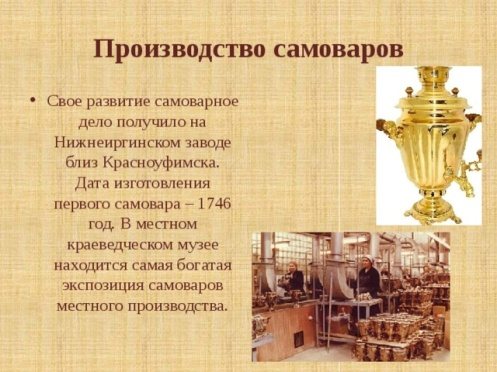 Производство самоваров
• Свое развитие самоварное
дело получило на
Нижнеиргинском заводе
близ Красноуфимска.
Дата изготовления
первого самовара – 1746
год. В местном
краеведческом музее
находится самая богатая
экспозиция самоваров
местного производства.